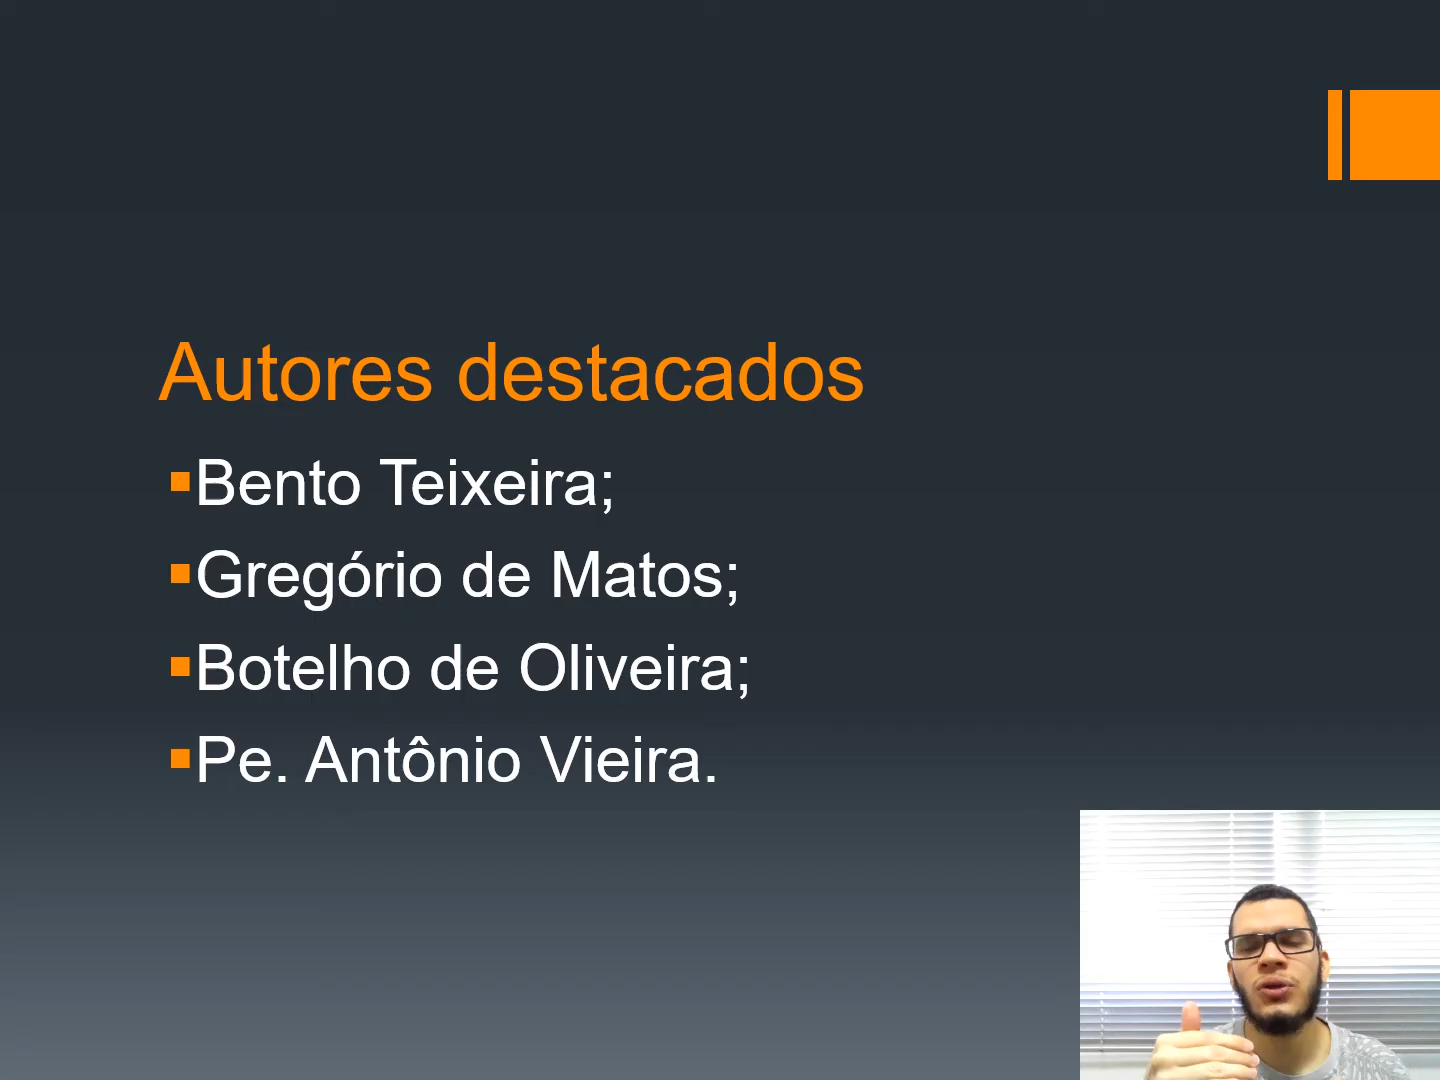 Autores destacados
Bento Teixeira;
Gregório de Matos;
Botelho de Oliveira;
Pe. Antônio Vieira.